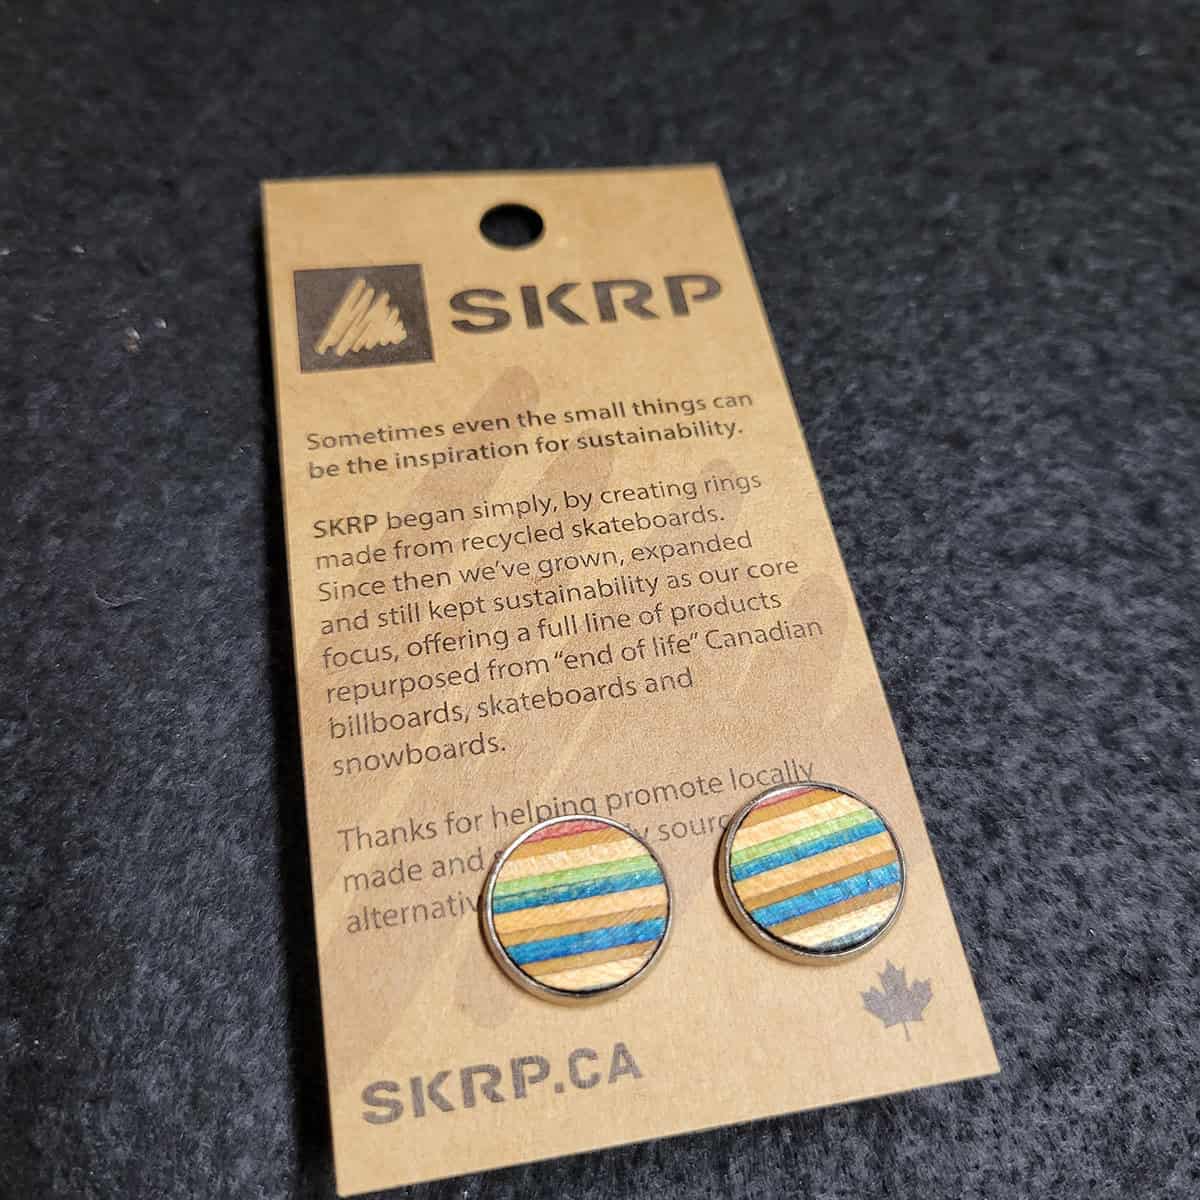 SKRP
Sometimes even the small things can
be the inspiration for sustainability.
SKRP began simply, by creating rings
made from recycled skateboards.
Since then we've grown, expanded
and still kept sustainability as our core
focus, offering a full line of products
repurposed from "end of life" Canadian
billboards, skateboards and
snowboards.
Thanks for helping promote locally
made and
SKRP.CA